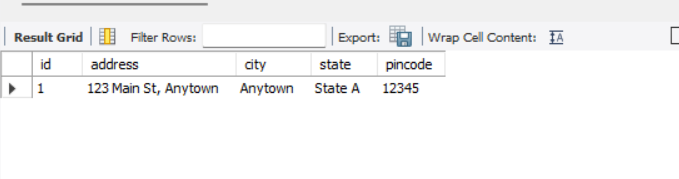 Result Grid Filter Rows: Export: Wrap Cell Content: IA
id address city state pincode
1 123 Main St, Anytown Anytown State A 12345